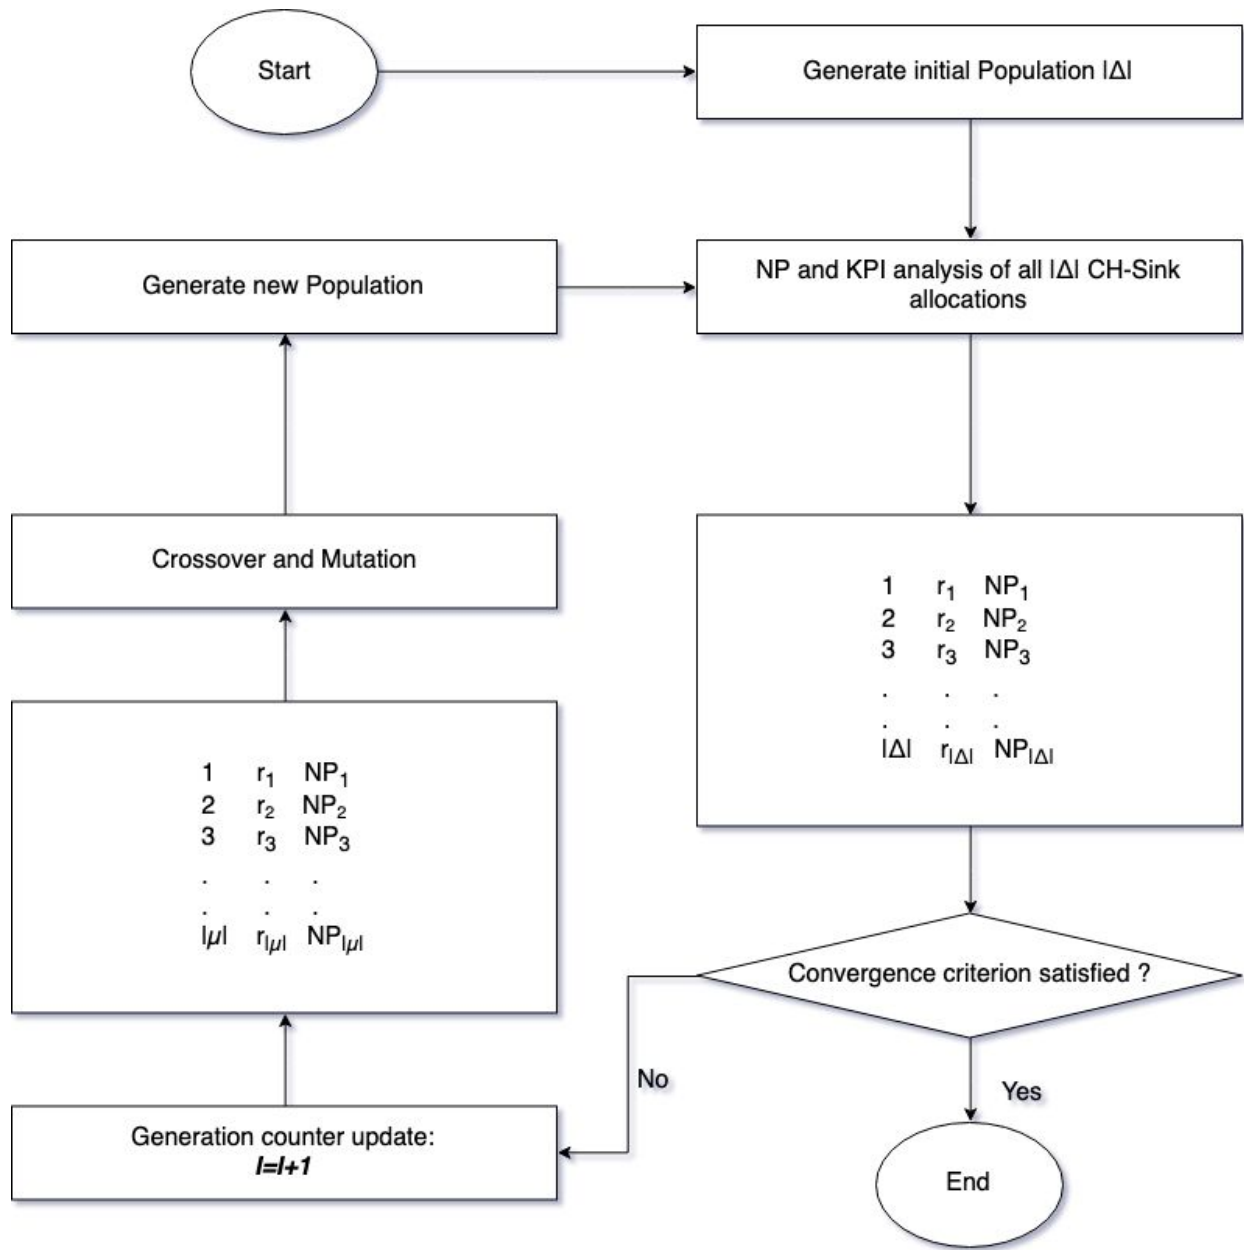 Start
Generate initial Population |Δ|
Generate new Population
NP and KPI analysis of all |Δ| CH-Sink
allocations
Crossover and Mutation
1 r₁ NP₁
2 r₂ NP₂
3 r₃ NP₃
. . .
. . .
|Δ| r|Δ| NP|Δ|
1 r₁ NP₁
2 r₂ NP₂
3 r₃ NP₃
. . .
. . .
|μ| r|μ| NP|μ|
Convergence criterion satisfied ?
No
Yes
Generation counter update:
I=I+1
End